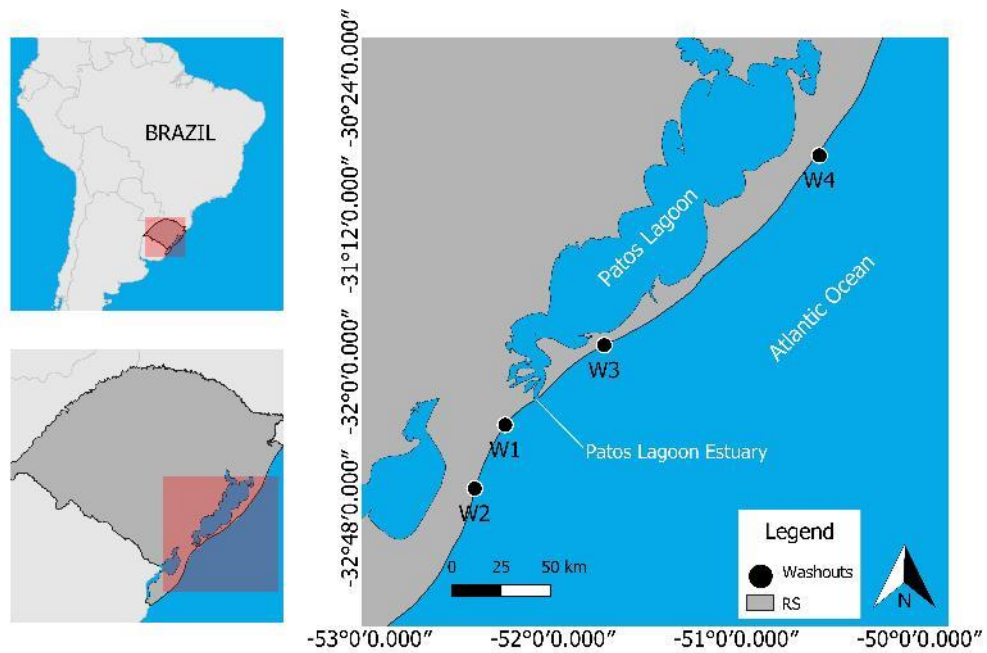 BRAZIL
-30°24'0.000"
-31°12'0.000"
-32°0'0.000"
-32°48'0.000"
W4
Patos Lagoon
Atlantic Ocean
W3
W1
Patos Lagoon Estuary
W2
0 25 50 km
Legend
Washouts
RS
N
-53°0'0.000" -52°0'0.000" -51°0'0.000" -50°0'0.000"